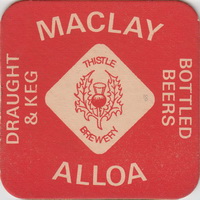 MACLAY
DRAUGHT
& KEG
THISTLE
BREWERY
BOTTLED
BEERS
ALLOA